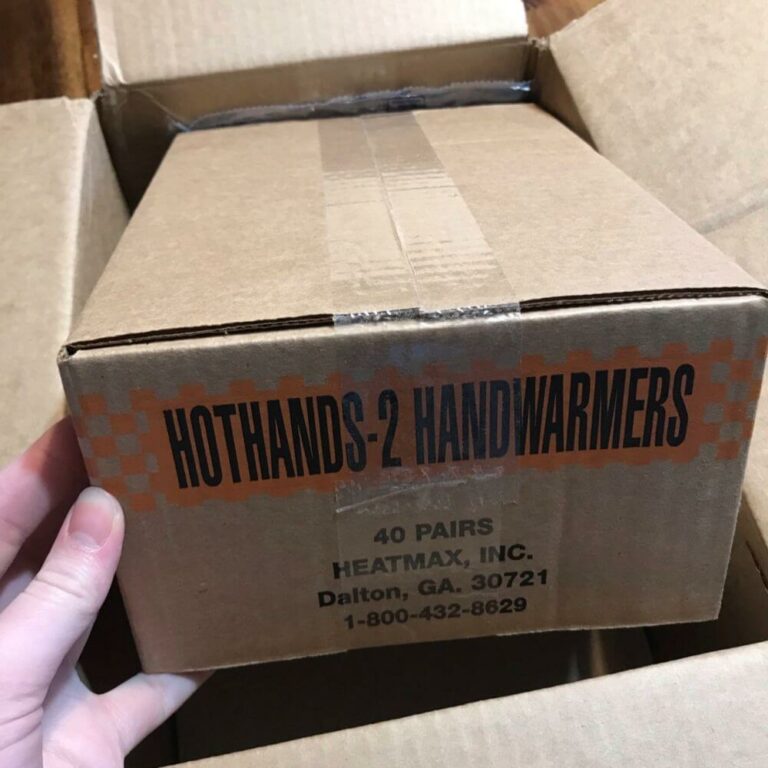 HOTHANDS-2 HANDWARMERS
40 PAIRS
HEATMAX, INC.
Dalton, GA. 30721
1-800-432-8629